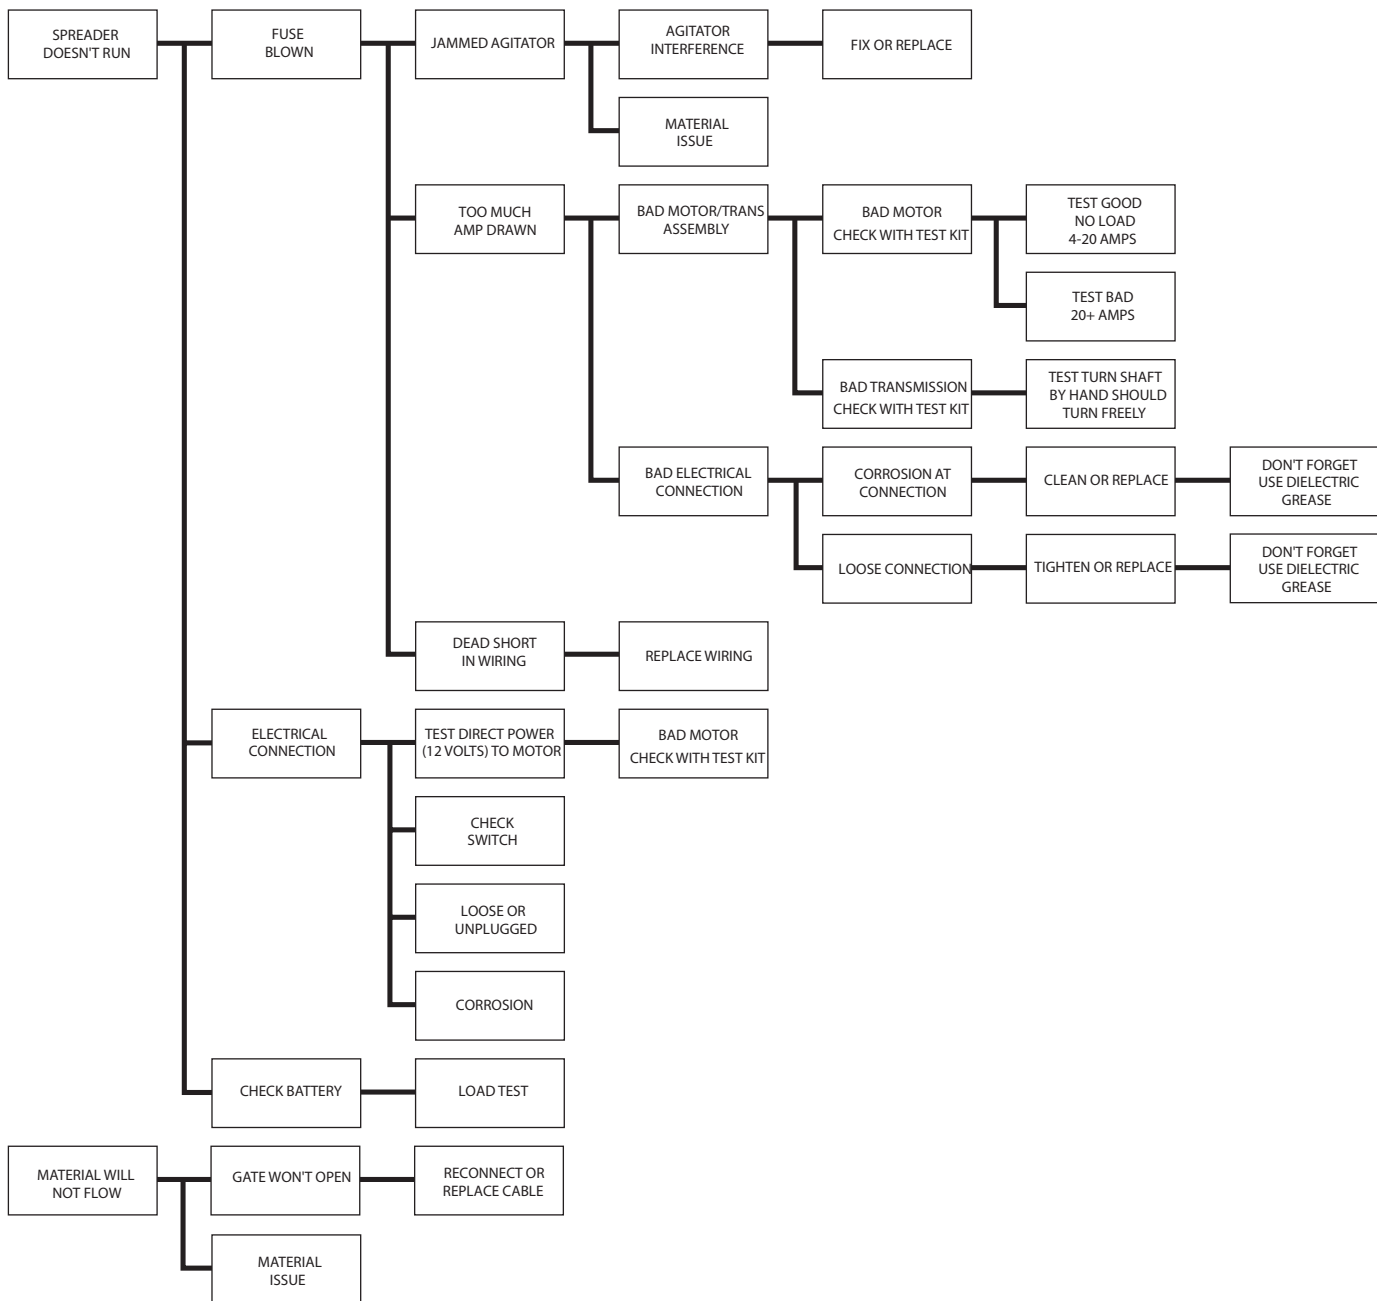 SPREADER
DOESN'T RUN
FUSE
BLOWN
JAMMED AGITATOR
AGITATOR
INTERFERENCE
FIX OR REPLACE
MATERIAL
ISSUE
TOO MUCH
AMP DRAWN
BAD MOTOR/TRANS
ASSEMBLY
BAD MOTOR
CHECK WITH TEST KIT
TEST GOOD
NO LOAD
4-20 AMPS
TEST BAD
20+ AMPS
BAD TRANSMISSION
CHECK WITH TEST KIT
TEST TURN SHAFT
BY HAND SHOULD
TURN FREELY
BAD ELECTRICAL
CONNECTION
CORROSION AT
CONNECTION
CLEAN OR REPLACE
DON'T FORGET
USE DIELECTRIC
GREASE
LOOSE CONNECTION
TIGHTEN OR REPLACE
DON'T FORGET
USE DIELECTRIC
GREASE
DEAD SHORT
IN WIRING
REPLACE WIRING
ELECTRICAL
CONNECTION
TEST DIRECT POWER
(12 VOLTS) TO MOTOR
BAD MOTOR
CHECK WITH TEST KIT
CHECK
SWITCH
LOOSE OR
UNPLUGGED
CORROSION
CHECK BATTERY
LOAD TEST
MATERIAL WILL
NOT FLOW
GATE WON'T OPEN
RECONNECT OR
REPLACE CABLE
MATERIAL
ISSUE